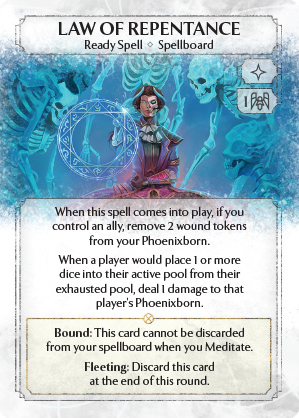 LAW OF REPENTANCE
Ready Spell ⟐ Spellboard
1
When this spell comes into play, if you
control an ally, remove 2 wound tokens
from your Phoenixborn.
When a player would place 1 or more
dice into their active pool from their
exhausted pool, deal 1 damage to that
player's Phoenixborn.
Bound: This card cannot be discarded
from your spellboard when you Meditate.
Fleeting: Discard this card
at the end of this round.